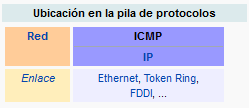 Ubicación en la pila de protocolos
Red
ICMP
IP
Enlace
Ethernet, Token Ring,
FDDI, ...